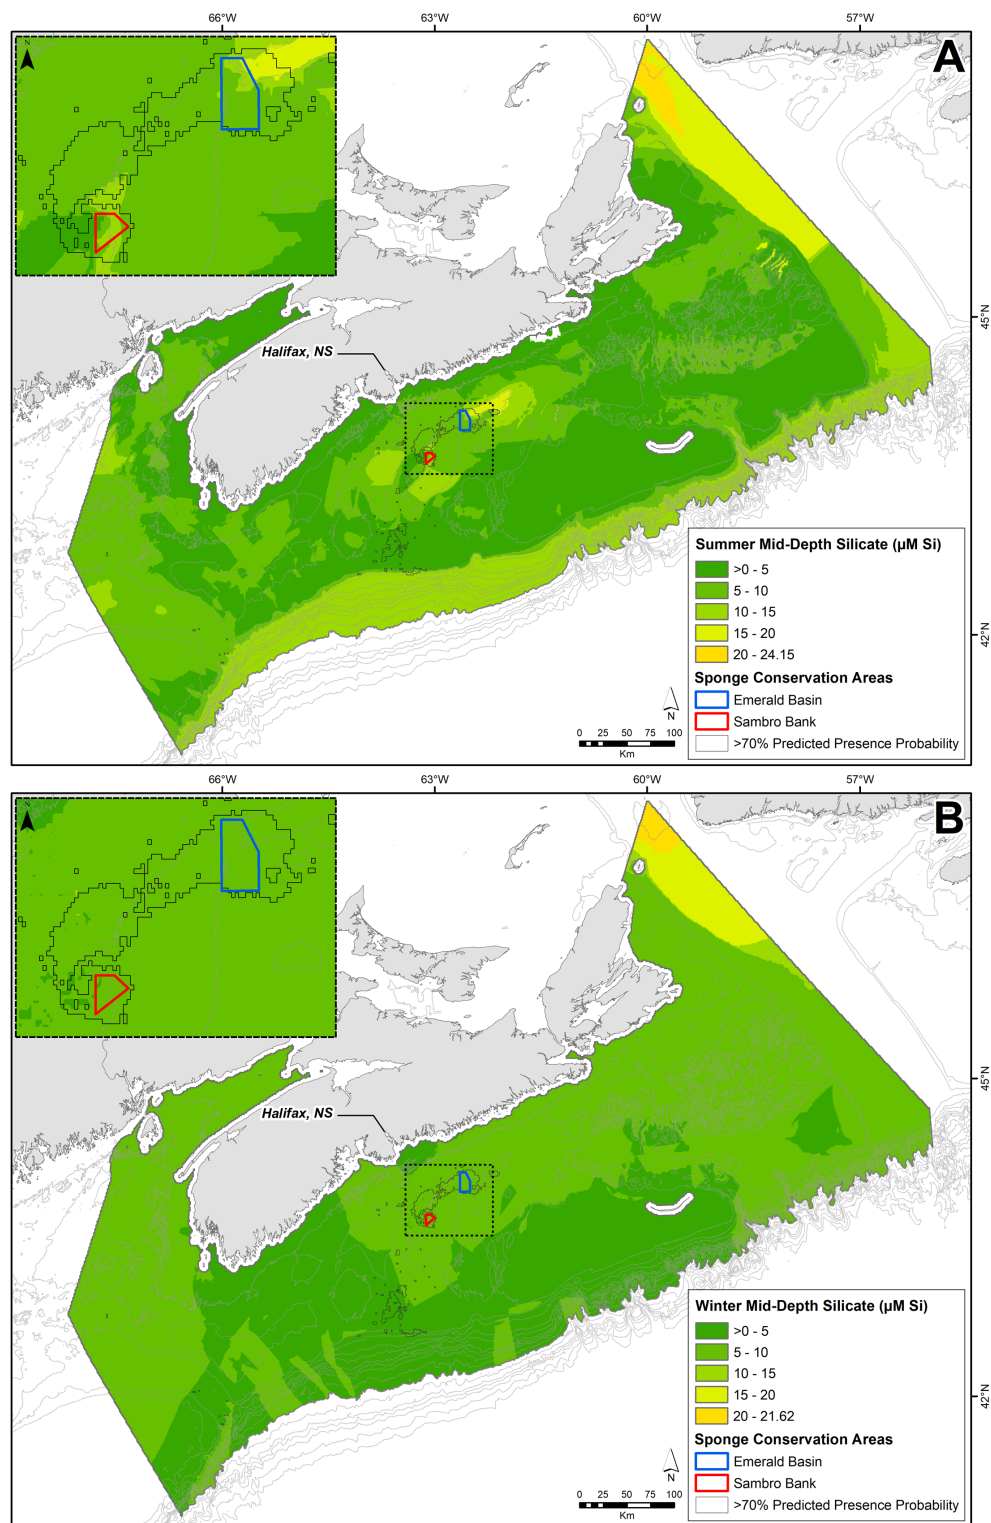 66°W 63°W 60°W 57°W
N
A
45°N
Halifax, NS
42°N
Summer Mid-Depth Silicate (µM Si)
>0 - 5
5 - 10
10 - 15
15 - 20
20 - 24.15
Sponge Conservation Areas
Emerald Basin
Sambro Bank
>70% Predicted Presence Probability
N
0 25 50 75 100
Km
66°W 63°W 60°W 57°W
N
B
45°N
Halifax, NS
42°N
Winter Mid-Depth Silicate (µM Si)
>0 - 5
5 - 10
10 - 15
15 - 20
20 - 21.62
Sponge Conservation Areas
Emerald Basin
Sambro Bank
>70% Predicted Presence Probability
N
0 25 50 75 100
Km